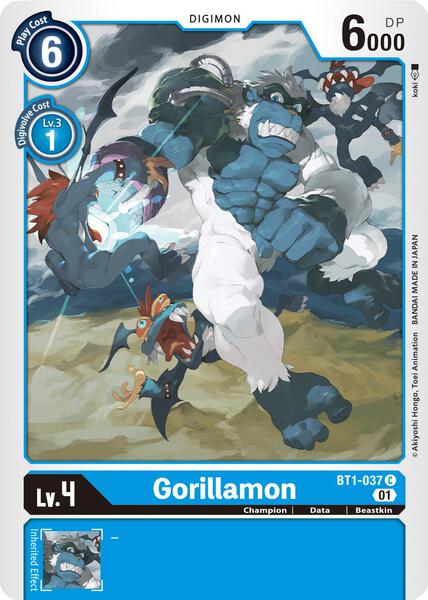 Play Cost
6
DIGIMON
DP
6000
Digivolve Cost
Lv.3
1
koki
© Akiyoshi Hongo, Toei Animation BANDAI MADE IN JAPAN
Lv.4
Gorillamon
BT1-037 C
01
Champion | Data | Beastkin
Inherited Effect
–